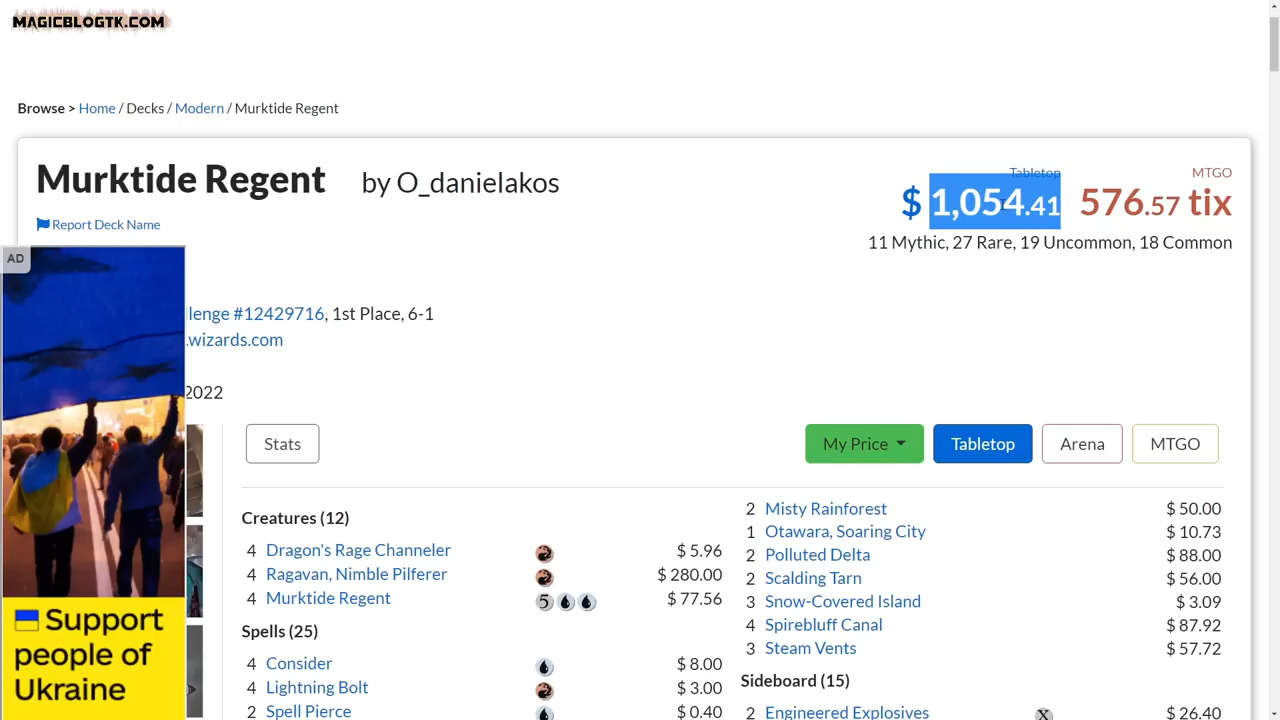 MAGICBLOGTK.COM
Browse > Home / Decks / Modern / Murktide Regent
Murktide Regent by O_danielakos
Report Deck Name
Tabletop
$ 1,054.41
MTGO
576.57 tix
11 Mythic, 27 Rare, 19 Uncommon, 18 Common
AD
lenge #12429716, 1st Place, 6-1
.wizards.com
2022
Support
people of
Ukraine
Stats
My Price
Tabletop
Arena
MTGO
Creatures (12)
4 Dragon's Rage Channeler $ 5.96
4 Ragavan, Nimble Pilferer $ 280.00
4 Murktide Regent 5 $ 77.56
Spells (25)
4 Consider $ 8.00
4 Lightning Bolt $ 3.00
2 Spell Pierce $ 0.40
2 Misty Rainforest $ 50.00
1 Otawara, Soaring City $ 10.73
2 Polluted Delta $ 88.00
2 Scalding Tarn $ 56.00
3 Snow-Covered Island $ 3.09
4 Spirebluff Canal $ 87.92
3 Steam Vents $ 57.72
Sideboard (15)
2 Engineered Explosives X $ 26.40